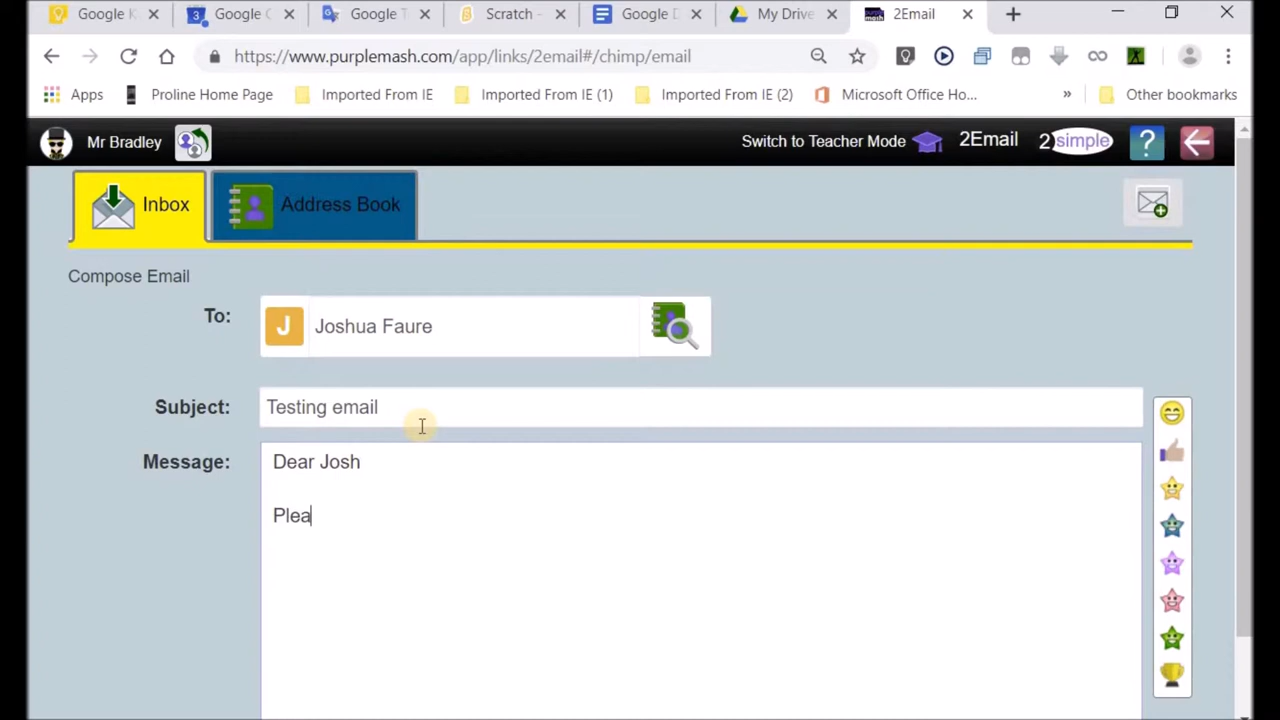 Google K
3
Google C
Google T
Scratch -
Google D
My Drive
2Email
https://www.purplemash.com/app/links/2email#/chimp/email
Apps
Proline Home Page
Imported From IE
Imported From IE (1)
Imported From IE (2)
Microsoft Office Ho...
»
Other bookmarks
Mr Bradley
Switch to Teacher Mode
2Email
2simple
?
Inbox
Address Book
Compose Email
To:
J
Joshua Faure
Subject:
Testing email
Message:
Dear Josh
Plea